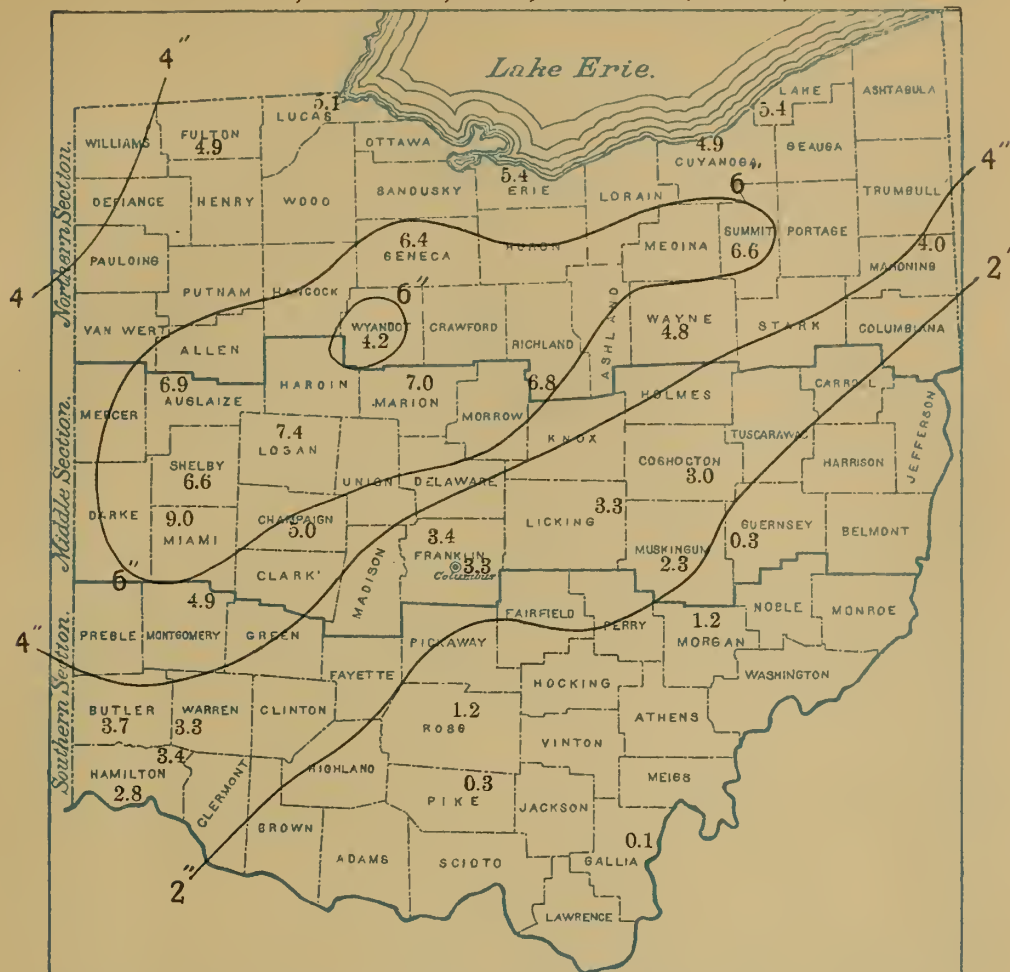 4″
Lake Erie.
LAKE
5.4
ASHTABULA
LUCAS
5.1
WILLIAMS
FULTON
4.9
OTTAWA
4.9
CUYAHOGA
GEAUGA
4″
DEFIANCE
HENRY
WOOD
SANDUSKY
5.4
ERIE
LORAIN
6″
TRUMBULL
Northern Section.
PAULDING
6.4
SENECA
HURON
MEDINA
SUMMIT
6.6
PORTAGE
4.0
MAHONING
2″
4″
PUTNAM
HANCOCK
6″
VAN WERT
ALLEN
WYANDOT
4.2
CRAWFORD
RICHLAND
ASHLAND
WAYNE
4.8
STARK
COLUMBIANA
6.9
AUGLAIZE
HARDIN
7.0
MARION
6.8
MERCER
MORROW
HOLMES
CARROLL
JEFFERSON
Middle Section.
7.4
LOGAN
KNOX
TUSCARAWAS
SHELBY
6.6
UNION
DELAWARE
COSHOCTON
3.0
HARRISON
DARKE
9.0
MIAMI
CHAMPAIGN
5.0
LICKING
3.3
GUERNSEY
0.3
BELMONT
3.4
FRANKLIN
3.3
Columbus
MUSKINGUM
2.3
CLARK
MADISON
6″
4.9
PREBLE
MONTGOMERY
GREEN
FAIRFIELD
PERRY
1.2
MORGAN
NOBLE
MONROE
4″
PICKAWAY
FAYETTE
HOCKING
WASHINGTON
Southern Section.
BUTLER
3.7
WARREN
3.3
CLINTON
1.2
ROSS
ATHENS
VINTON
3.4
HAMILTON
2.8
CLERMONT
HIGHLAND
0.3
PIKE
MEIGS
JACKSON
BROWN
ADAMS
SCIOTO
0.1
GALLIA
2″
LAWRENCE